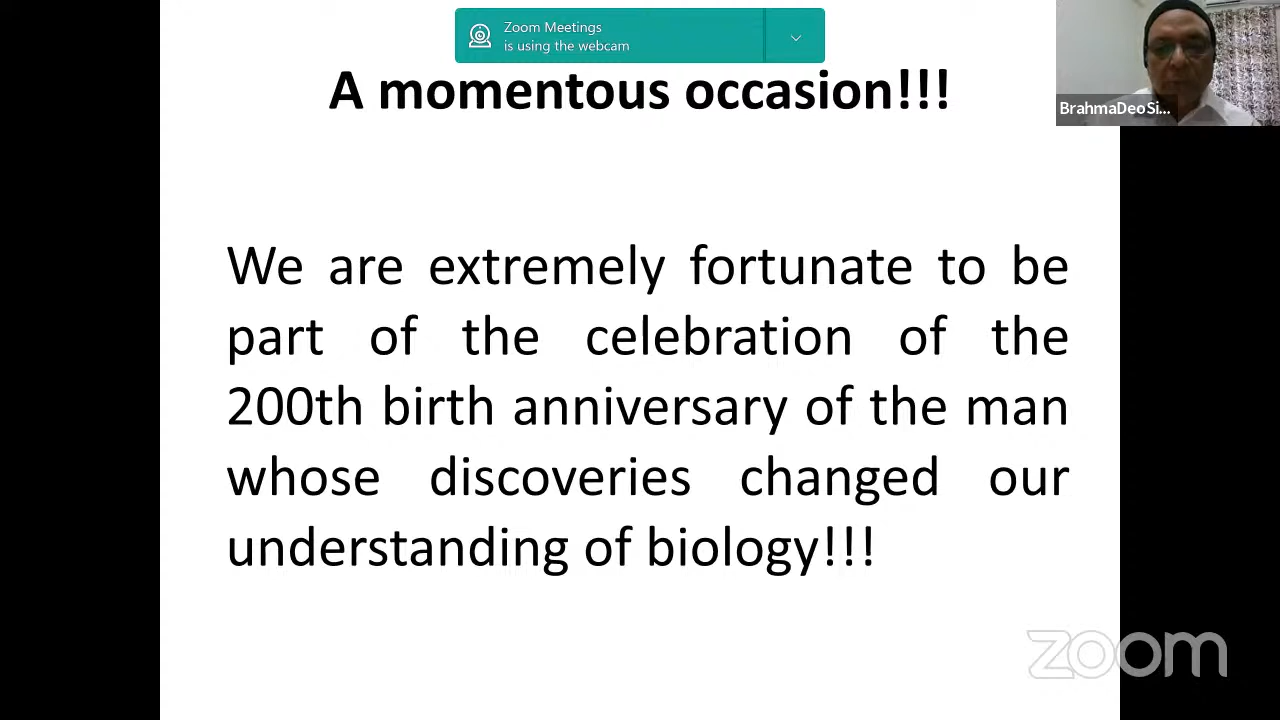 Zoom Meetings
is using the webcam
A momentous occasion!!!
BrahmaDeoSi...
We are extremely fortunate to be
part of the celebration of the
200th birth anniversary of the man
whose discoveries changed our
understanding of biology!!!
zoom